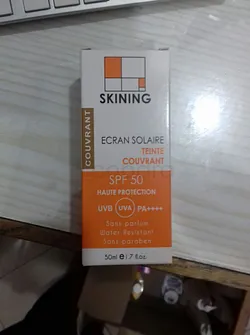 SKINING
COUVRANT
ECRAN SOLAIRE
TEINTE
COUVRANT
SPF 50
HAUTE PROTECTION
UVB UVA PA++++
Sans parfum
Water Resistant
Sans-paraben
50ml e 1.7 fl.oz.